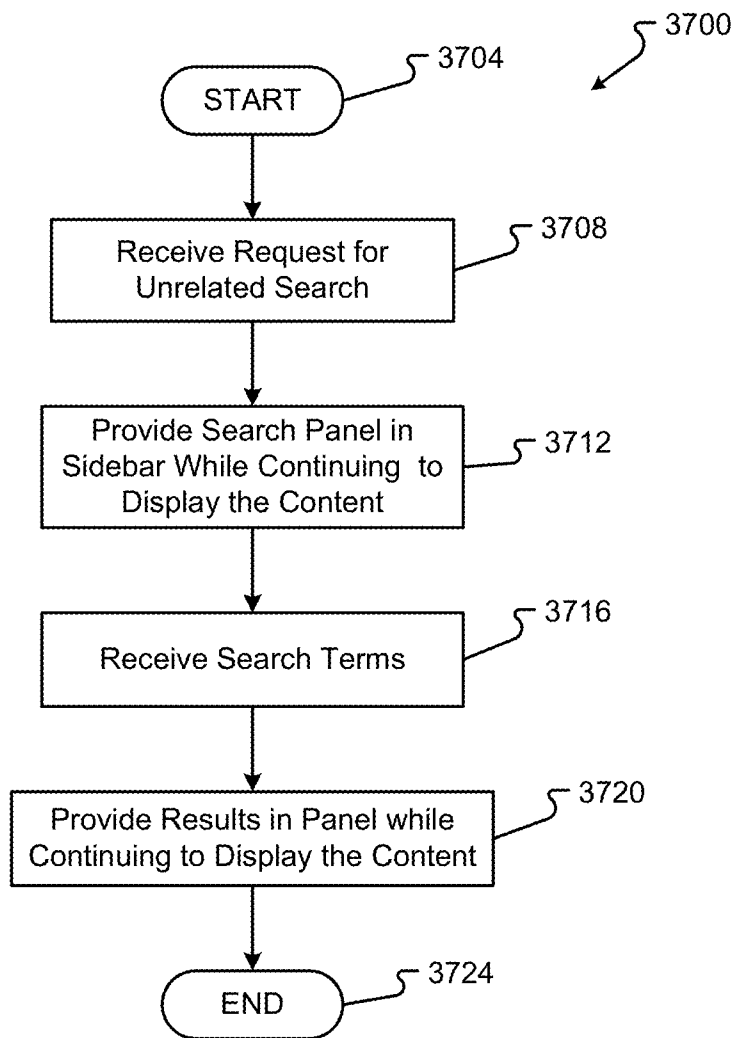 3700
3704
START
3708
Receive Request for
Unrelated Search
Provide Search Panel in
Sidebar While Continuing to
Display the Content
3712
3716
Receive Search Terms
3720
Provide Results in Panel while
Continuing to Display the Content
3724
END